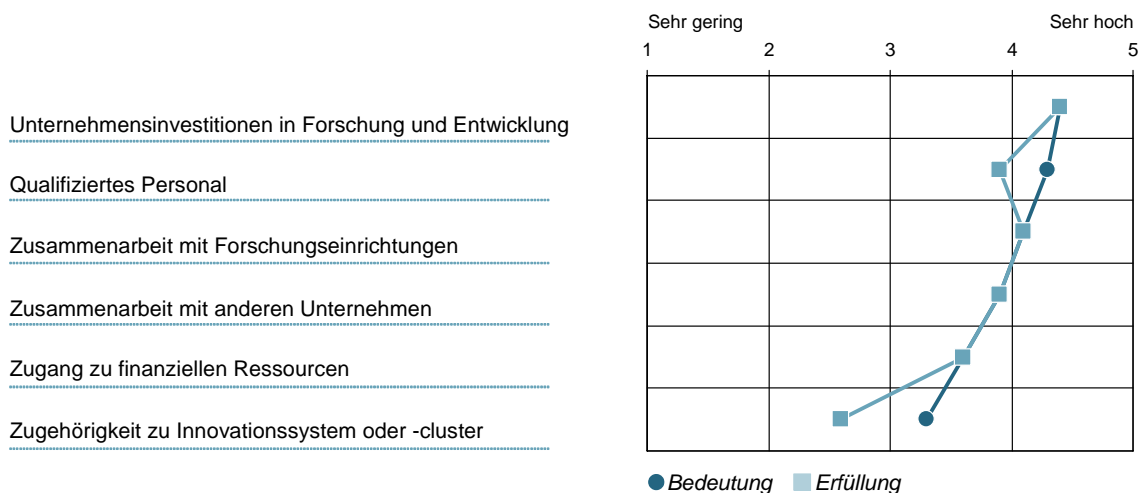 Sehr gering Sehr hoch
1 2 3 4 5
Unternehmensinvestitionen in Forschung und Entwicklung
Qualifiziertes Personal
Zusammenarbeit mit Forschungseinrichtungen
Zusammenarbeit mit anderen Unternehmen
Zugang zu finanziellen Ressourcen
Zugehörigkeit zu Innovationssystem oder -cluster
Bedeutung Erfüllung